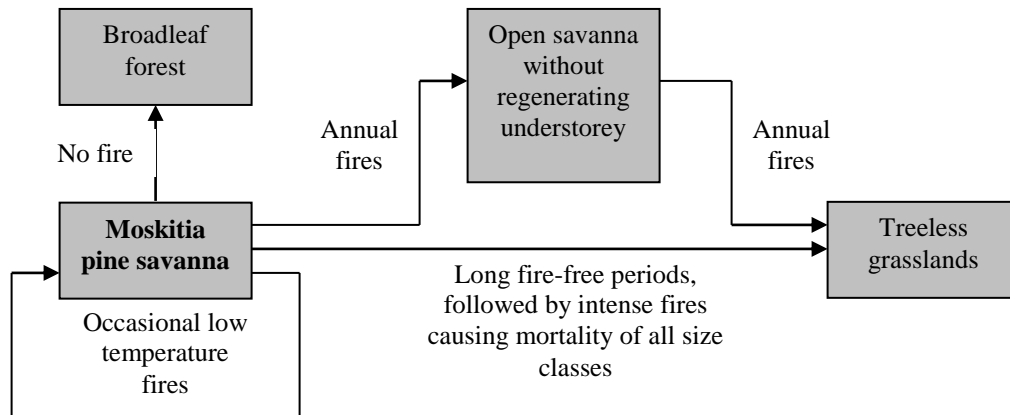 Broadleaf
forest
Open savanna
without
regenerating
understorey
Annual
fires
Annual
fires
No fire
Moskitia
pine savanna
Treeless
grasslands
Long fire-free periods,
followed by intense fires
causing mortality of all size
classes
Occasional low
temperature
fires